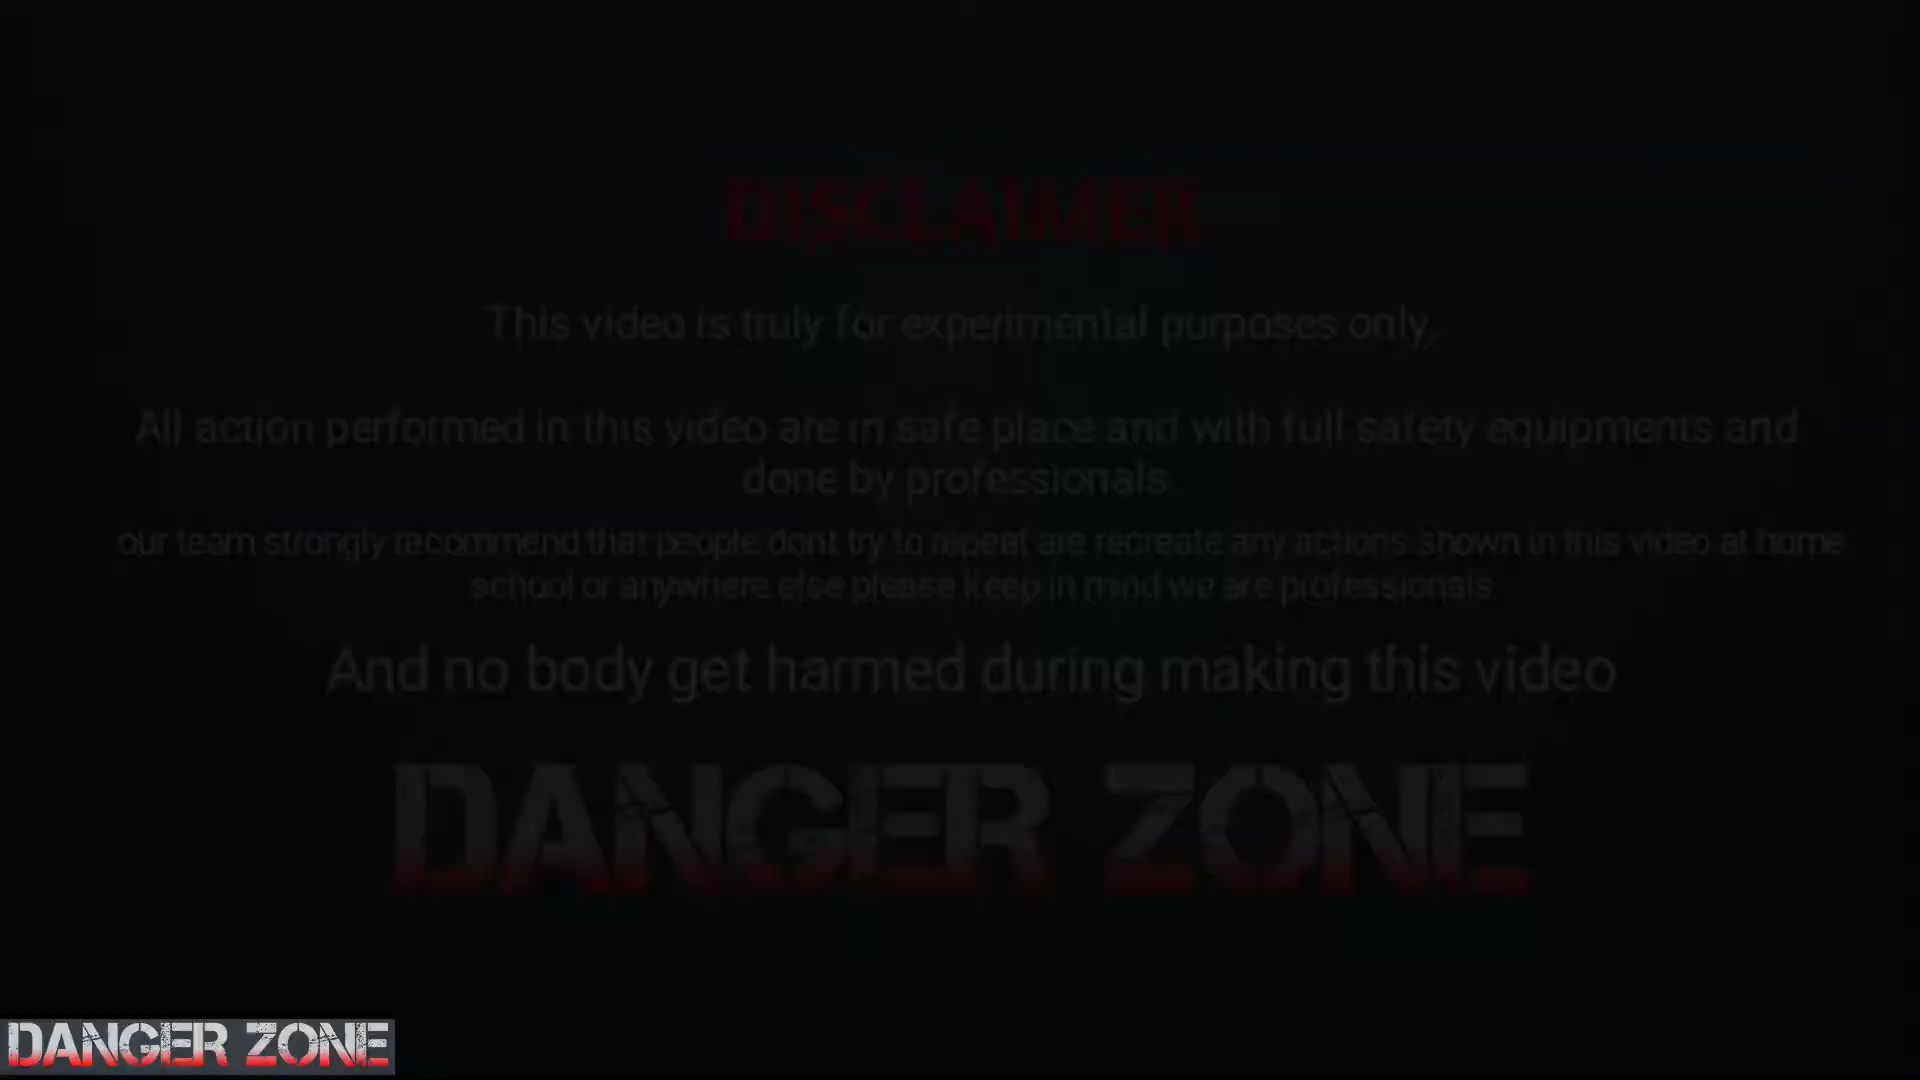 DISCLAIMER
This video is truly for experimental purposes only,
All action performed in this video are in safe place and with full safety equipments and
done by professionals.
our team strongly recommend that people dont try to repeat are recreate any actions shown in this video at home
school or anywhere else please keep in mind we are professionals
And no body get harmed during making this video
DANGER ZONE
DANGER ZONE